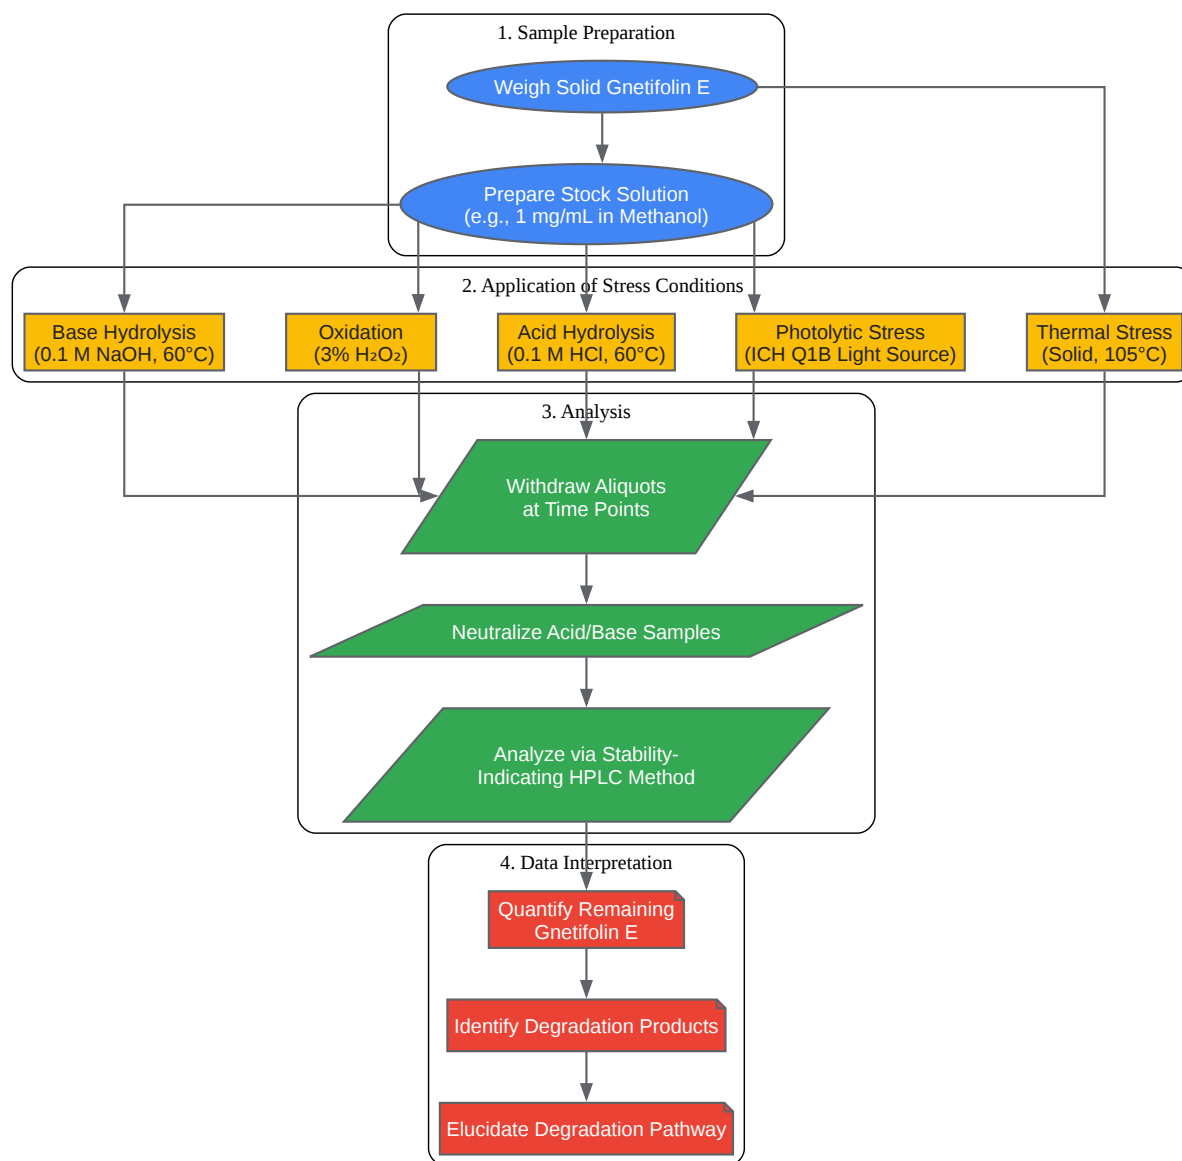 1. Sample Preparation
Weigh Solid Gnetifolin E
Prepare Stock Solution
(e.g., 1 mg/mL in Methanol)
2. Application of Stress Conditions
Base Hydrolysis
(0.1 M NaOH, 60°C)
Oxidation
(3% H₂O₂)
Acid Hydrolysis
(0.1 M HCl, 60°C)
Photolytic Stress
(ICH Q1B Light Source)
Thermal Stress
(Solid, 105°C)
3. Analysis
Withdraw Aliquots
at Time Points
Neutralize Acid/Base Samples
Analyze via Stability-
Indicating HPLC Method
4. Data Interpretation
Quantify Remaining
Gnetifolin E
Identify Degradation Products
Elucidate Degradation Pathway